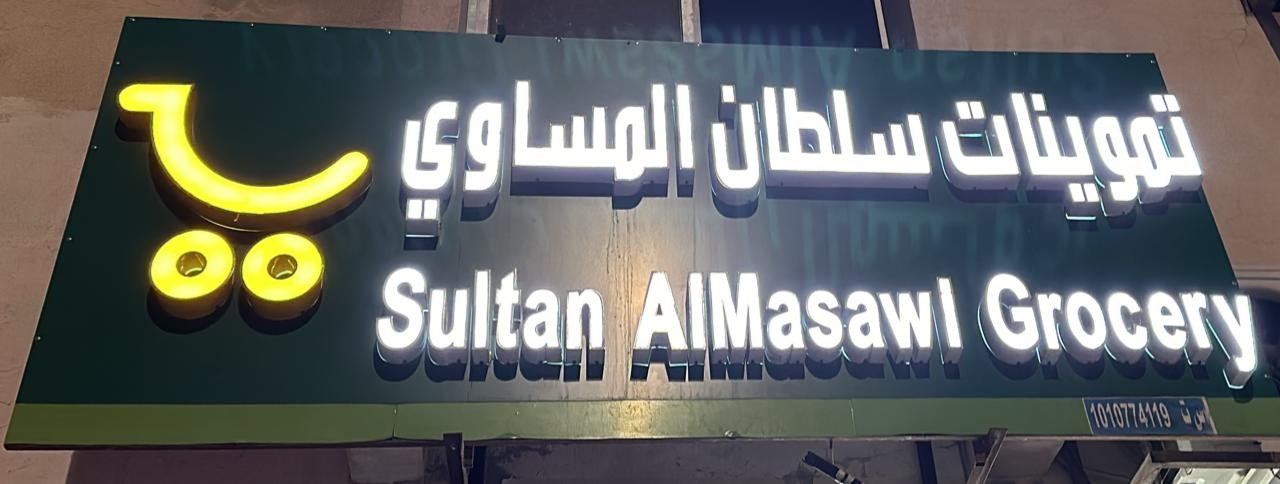 تموينات سلطان المساوي
Sultan AlMasawI Grocery
س ت 1010774119